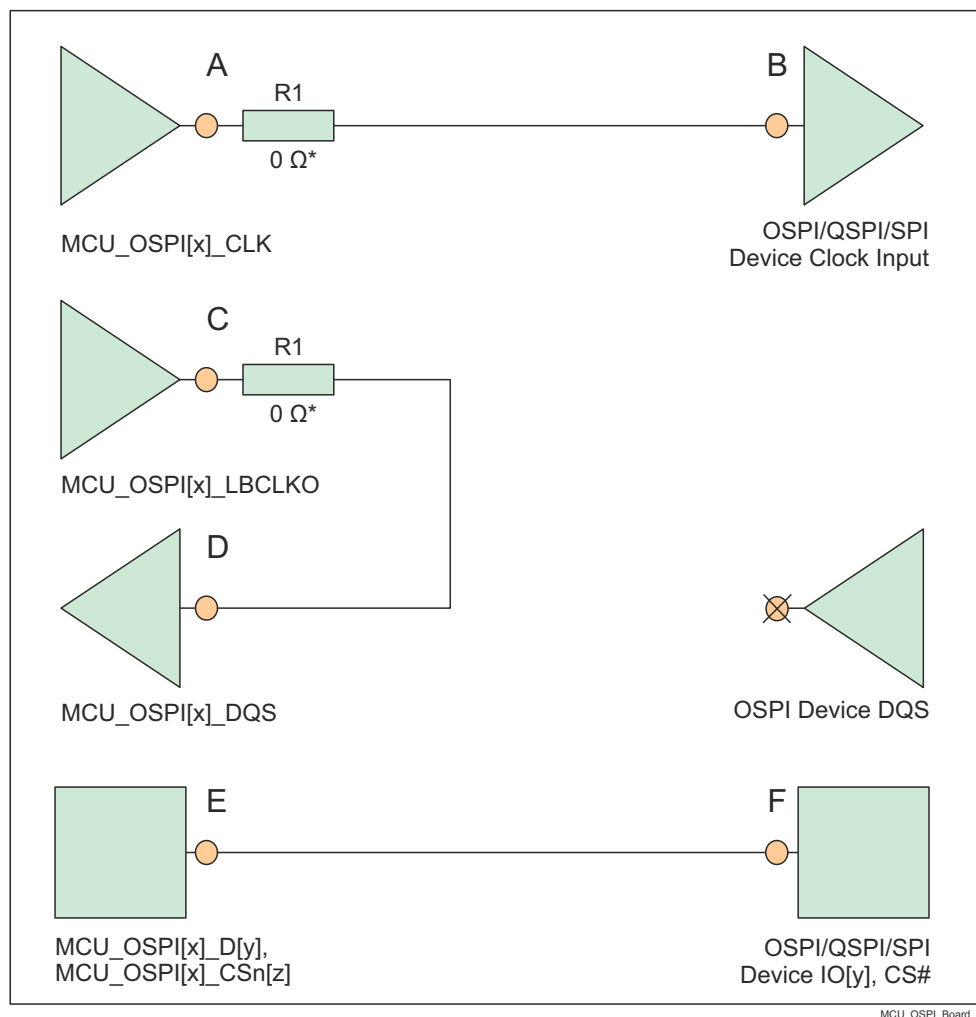 A
B
R1
0 Ω*
MCU_OSPI[x]_CLK
OSPI/QSPI/SPI
Device Clock Input
C
R1
0 Ω*
MCU_OSPI[x]_LBCLKO
D
MCU_OSPI[x]_DQS
OSPI Device DQS
E
F
MCU_OSPI[x]_D[y],
MCU_OSPI[x]_CSn[z]
OSPI/QSPI/SPI
Device IO[y], CS#
MCU_OSPI_Board